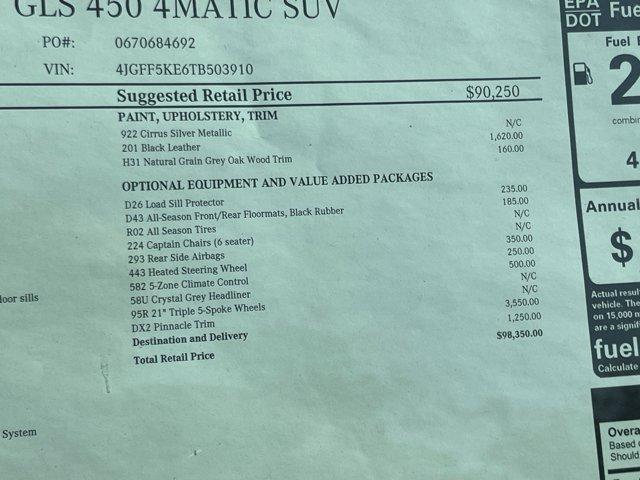 GLS 450 4MATIC SUV
PO#: 0670684692
VIN: 4JGFF5KE6TB503910
Suggested Retail Price $90,250
PAINT, UPHOLSTERY, TRIM
922 Cirrus Silver Metallic N/C
201 Black Leather 1,620.00
H31 Natural Grain Grey Oak Wood Trim 160.00
OPTIONAL EQUIPMENT AND VALUE ADDED PACKAGES
D26 Load Sill Protector 235.00
D43 All-Season Front/Rear Floormats, Black Rubber 185.00
R02 All Season Tires N/C
224 Captain Chairs (6 seater) N/C
293 Rear Side Airbags 350.00
443 Heated Steering Wheel 250.00
582 5-Zone Climate Control 500.00
58U Crystal Grey Headliner N/C
95R 21" Triple 5-Spoke Wheels N/C
DX2 Pinnacle Trim 3,550.00
Destination and Delivery 1,250.00
Total Retail Price $98,350.00
oor sills
System
EPA
DOT Fue
Fuel
2
combin
4
Annual
$
Actual resul
vehicle. The
on 15,000 m
are a signifi
fuel
Calculate
Overa
Based
Should